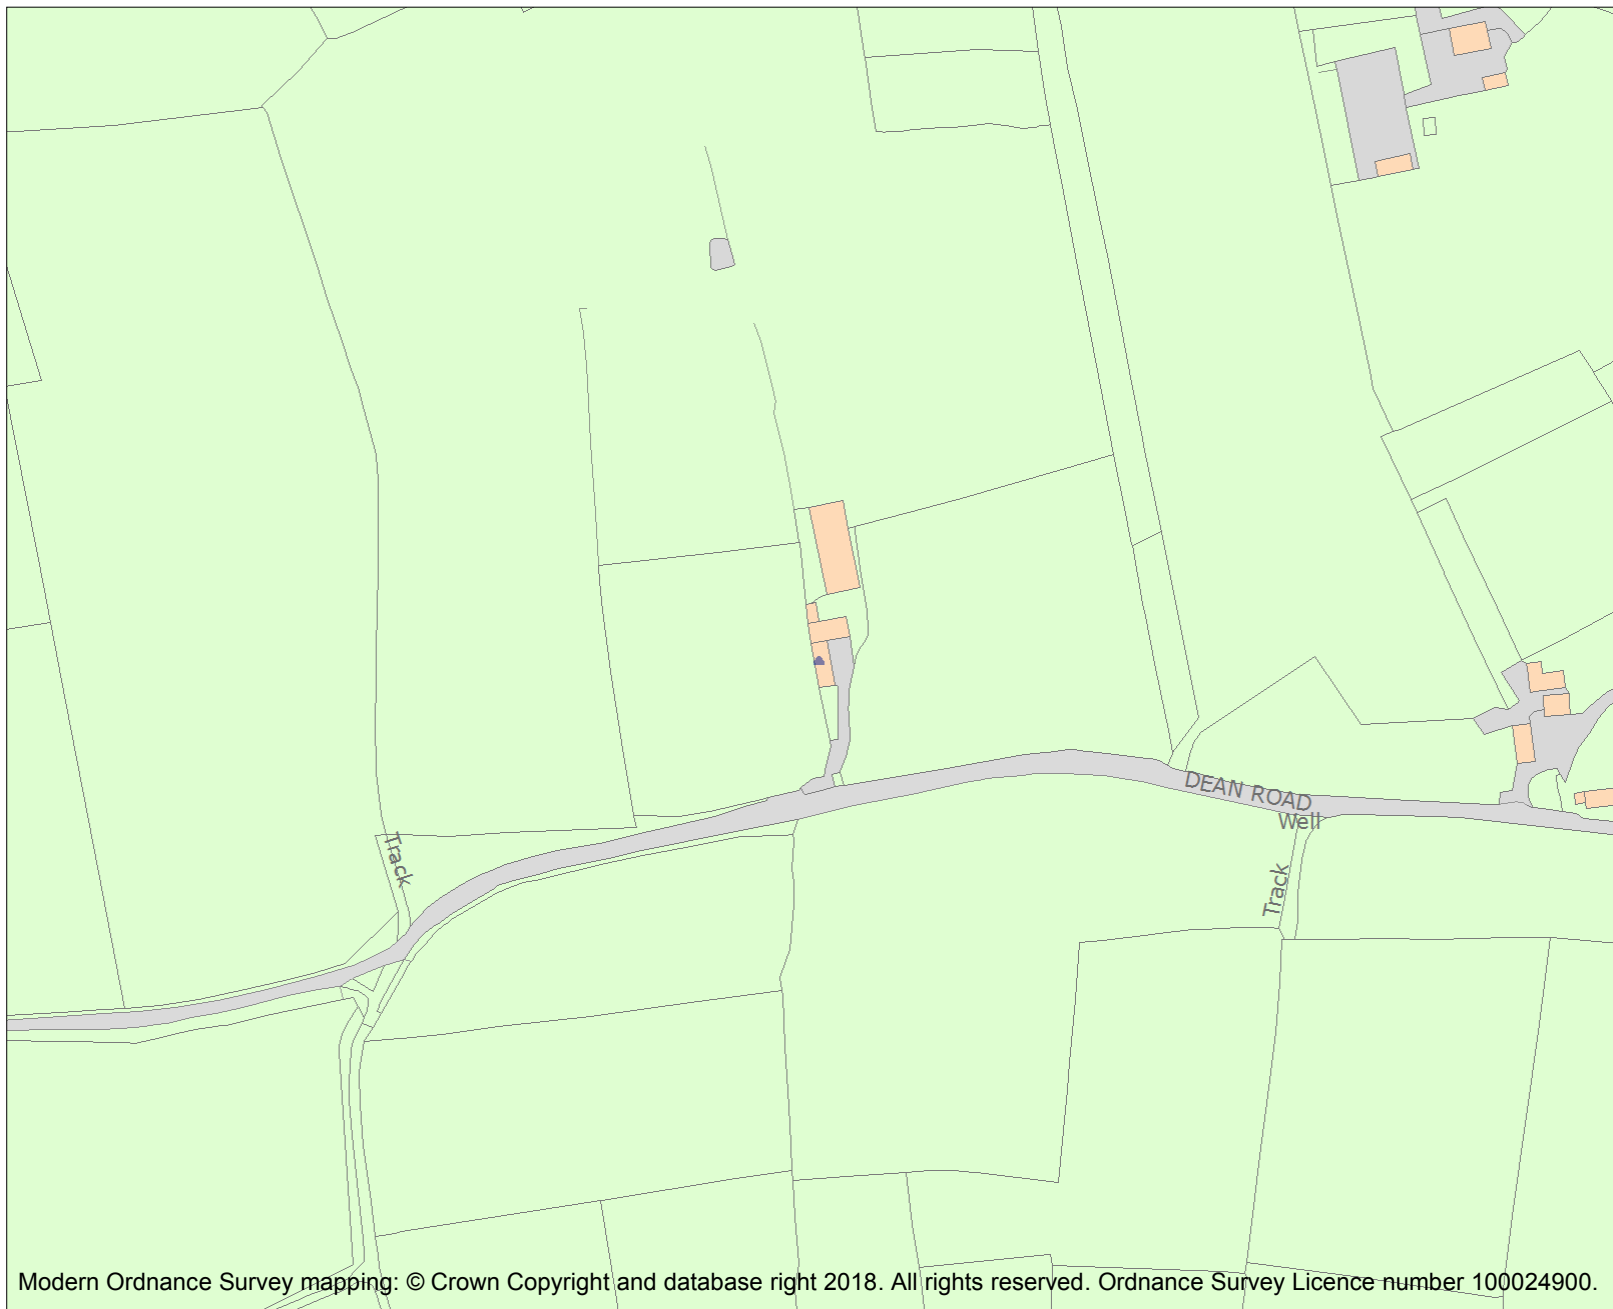 DEAN ROAD
Well
Track
Track
Modern Ordnance Survey mapping: © Crown Copyright and database right 2018. All rights reserved. Ordnance Survey Licence number 100024900.